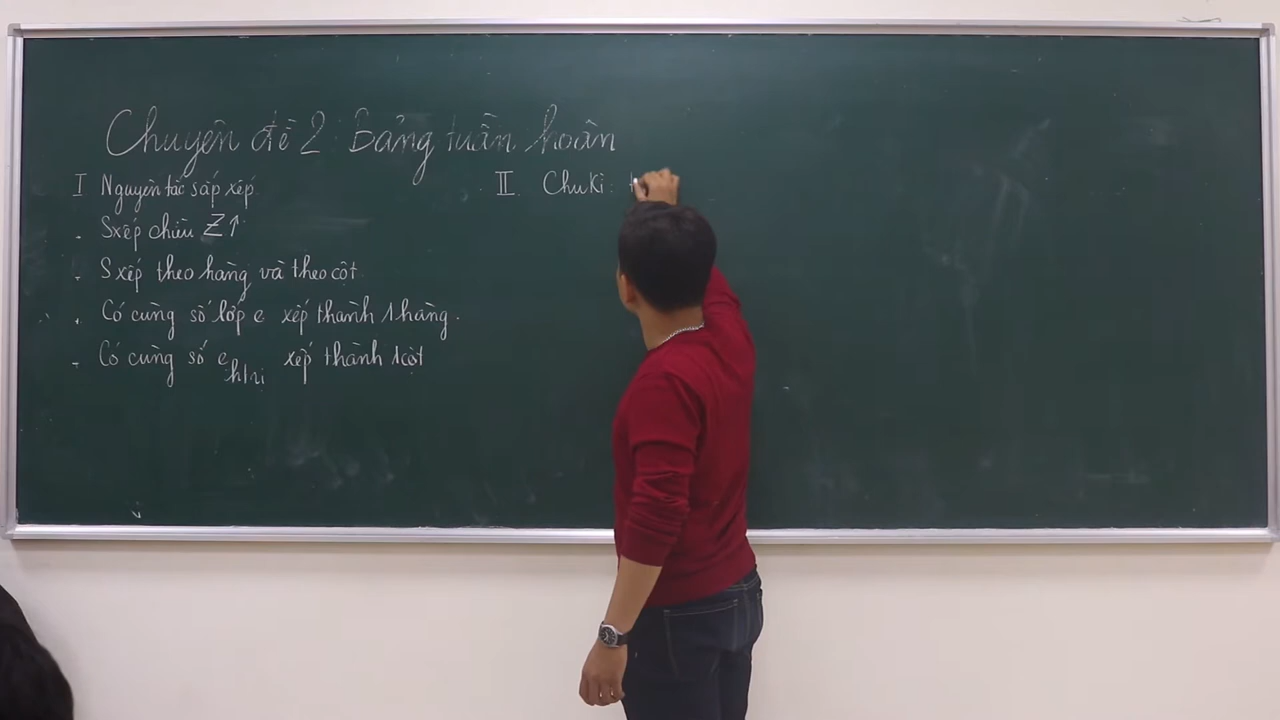 Chuyên đề 2: Bảng tuần hoàn
I Nguyên tắc sắp xếp
- Sxếp chiều Z↑
- Sxếp theo hàng và theo cột.
- Có cùng số lớp e xếp thành 1 hàng.
- Có cùng số e htrị xếp thành 1 cột
II. Chu kì: